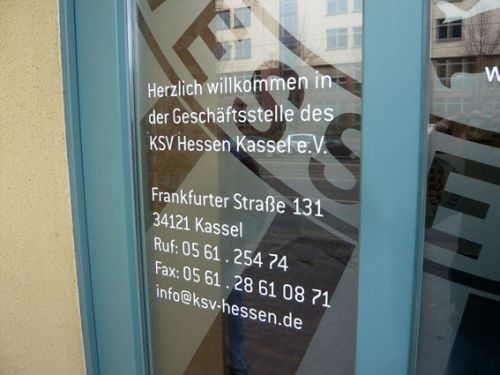 Herzlich willkommen in
der Geschäftsstelle des
KSV Hessen Kassel e.V.
Frankfurter Straße 131
34121 Kassel
Ruf: 05 61 . 254 74
Fax: 05 61 . 28 61 08 71
info@ksv-hessen.de